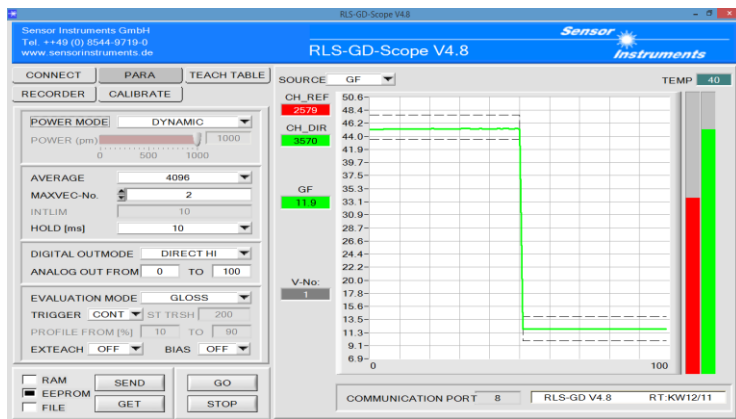 RLS-GD-Scope V4.8
Sensor Instruments GmbH
Tel. ++49 (0) 8544-9719-0
www.sensorinstruments.de
RLS-GD-Scope V4.8
Sensor
Instruments
CONNECT PARA TEACH TABLE
RECORDER CALIBRATE
POWER MODE DYNAMIC
POWER (pm) 1000
0 500 1000
AVERAGE 4096
MAXVEC-No. 2
INTLIM 10
HOLD [ms] 10
DIGITAL OUTMODE DIRECT HI
ANALOG OUT FROM 0 TO 100
EVALUATION MODE GLOSS
TRIGGER CONT ST TRSH 200
PROFILE FROM [%] 10 TO 90
EXTEACH OFF BIAS OFF
RAM
EEPROM
FILE
SEND GO
GET STOP
SOURCE GF
TEMP 40
CH_REF
2579
CH_DIR
3570
GF
11.9
V-No:
1
50.6
48.4
46.2
44.0
41.9
39.7
37.5
35.3
33.1
30.9
28.7
26.6
24.4
22.2
20.0
17.8
15.6
13.5
11.3
9.1
6.9
0 100
COMMUNICATION PORT 8 RLS-GD V4.8 RT:KW12/11